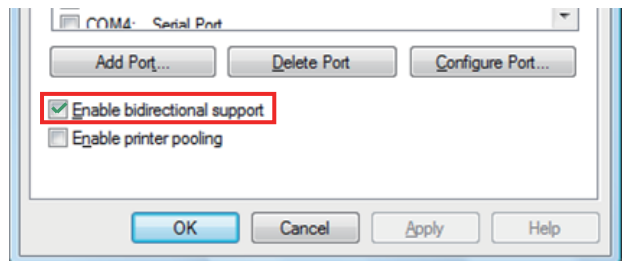 COM4: Serial Port
Add Port... Delete Port Configure Port...
Enable bidirectional support
Enable printer pooling
OK Cancel Apply Help